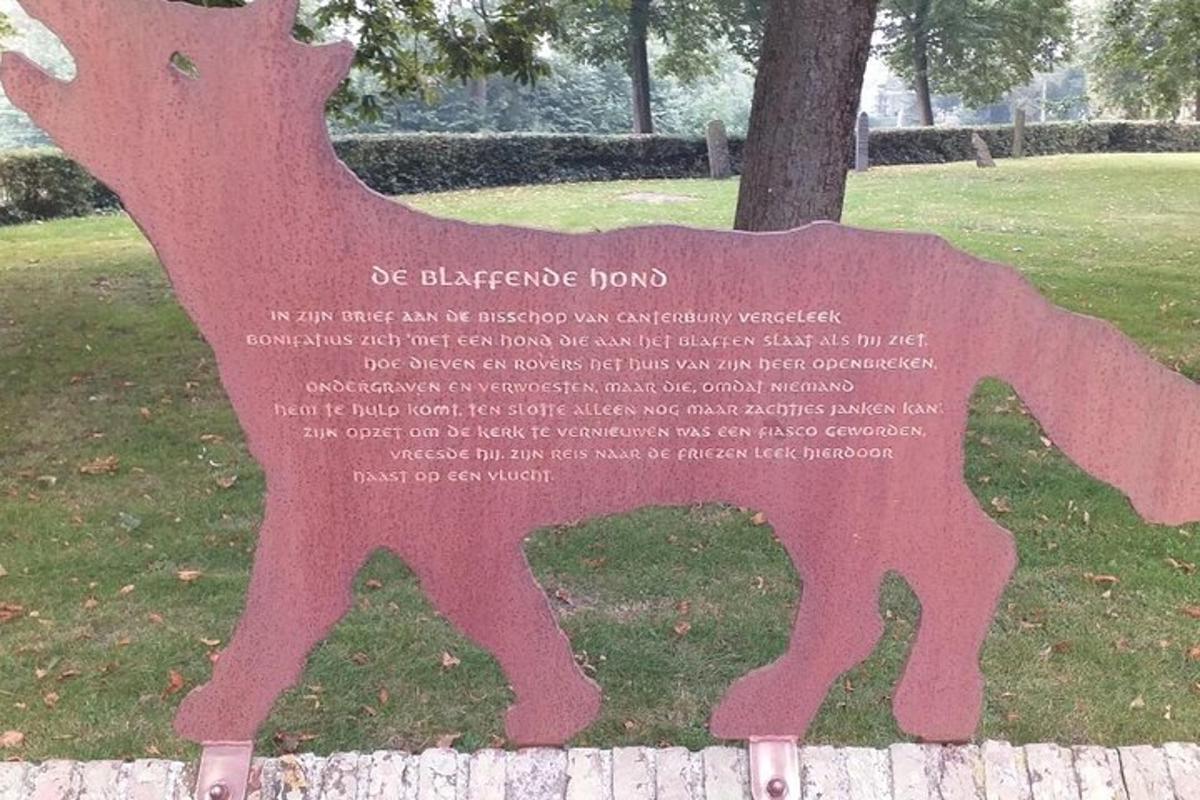 DE BLAFFENDE HOND
IN ZIJN BRIEF AAN DE BISSCHOP VAN CANTERBURY VERGELEEK
BONIFATIUS ZICH 'MET EEN HOND DIE AAN HET BLAFFEN SLAAT ALS HIJ ZIET,
HOE DIEVEN EN ROVERS HET HUIS VAN ZIJN HEER OPENBREKEN,
ONDERGRAVEN EN VERWOESTEN, MAAR DIE, OMDAT NIEMAND
HEM TE HULP KOMT, TEN SLOTTE ALLEEN NOG MAAR ZACHTJES JANKEN KAN'.
ZIJN OPZET OM DE KERK TE VERNIEUWEN WAS EEN FIASCO GEWORDEN,
VREESDE HIJ. ZIJN REIS NAAR DE FRIEZEN LEEK HIERDOOR
HAAST OP EEN VLUCHT.